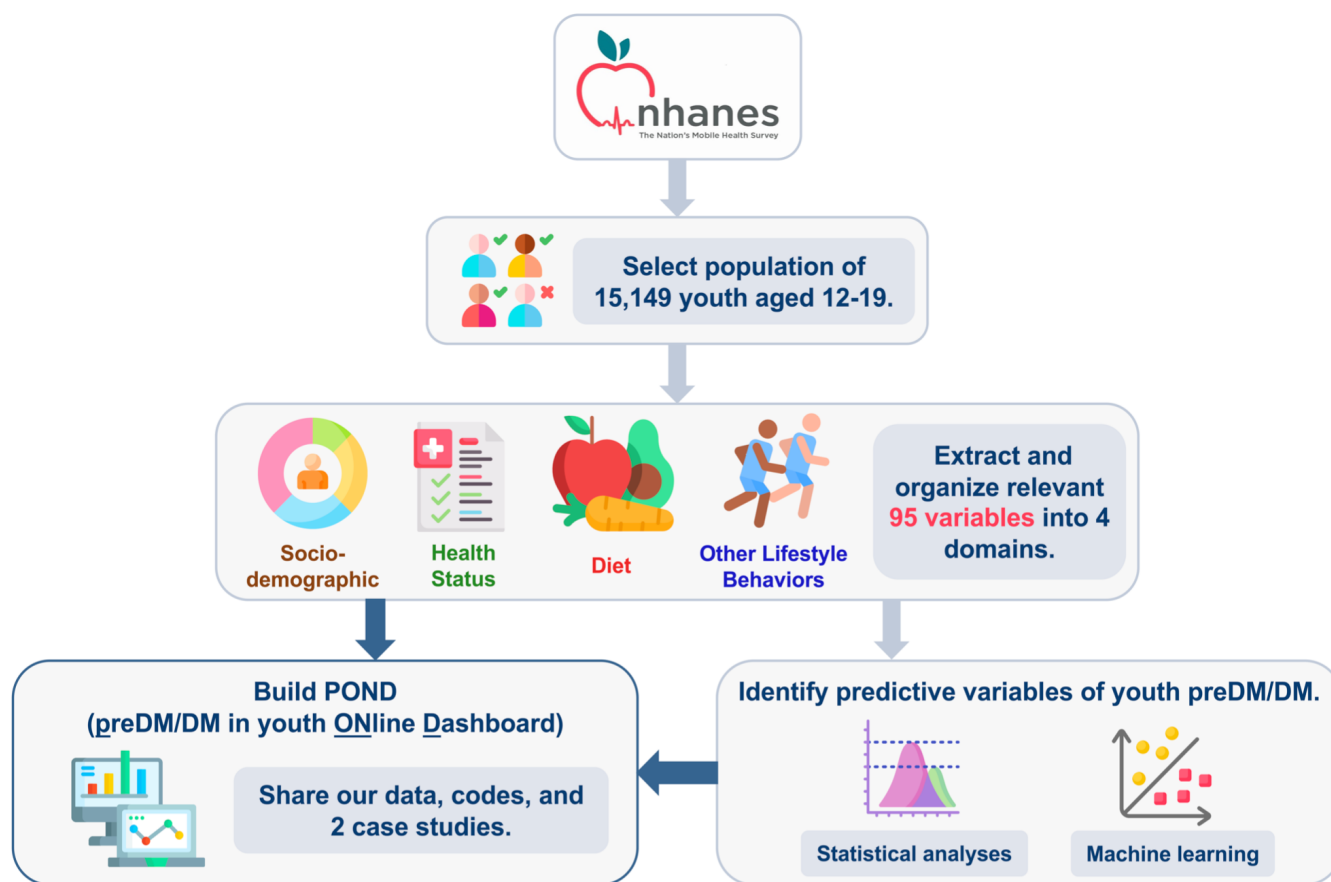 nhanes
The Nation's Mobile Health Survey
Select population of
15,149 youth aged 12-19.
Socio-
demographic
Health
Status
Diet
Other Lifestyle
Behaviors
Extract and
organize relevant
95 variables into 4
domains.
Build POND
(preDM/DM in youth ONline Dashboard)
Share our data, codes, and
2 case studies.
Identify predictive variables of youth preDM/DM.
Statistical analyses
Machine learning